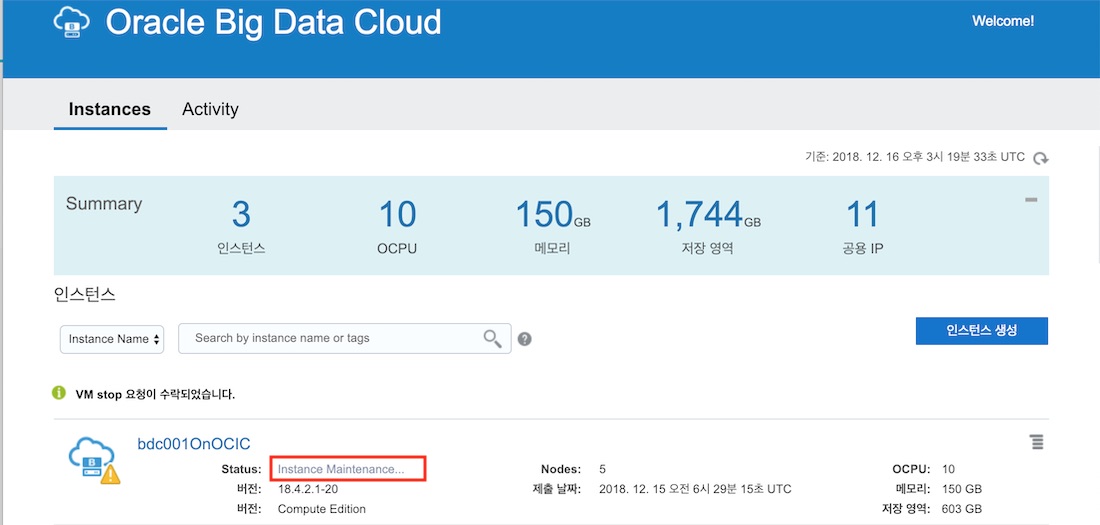 Oracle Big Data Cloud
Welcome!
Instances Activity
기준: 2018. 12. 16 오후 3시 19분 33초 UTC
Summary
3 10 150GB 1,744GB 11
인스턴스 OCPU 메모리 저장 영역 공용 IP
인스턴스
Instance Name Search by instance name or tags ? 인스턴스 생성
VM stop 요청이 수락되었습니다.
bdc001OnOCIC
Status: Instance Maintenance... Nodes: 5 OCPU: 10
버전: 18.4.2.1-20 제출 날짜: 2018. 12. 15 오전 6시 29분 15초 UTC 메모리: 150 GB
버전: Compute Edition 저장 영역: 603 GB